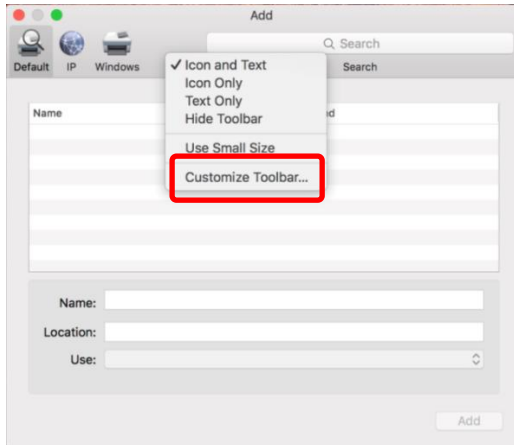 Add
Search
Default IP Windows Search
✓ Icon and Text
Icon Only
Text Only
Hide Toolbar
Use Small Size
Customize Toolbar...
Name
Name:
Location:
Use:
Add